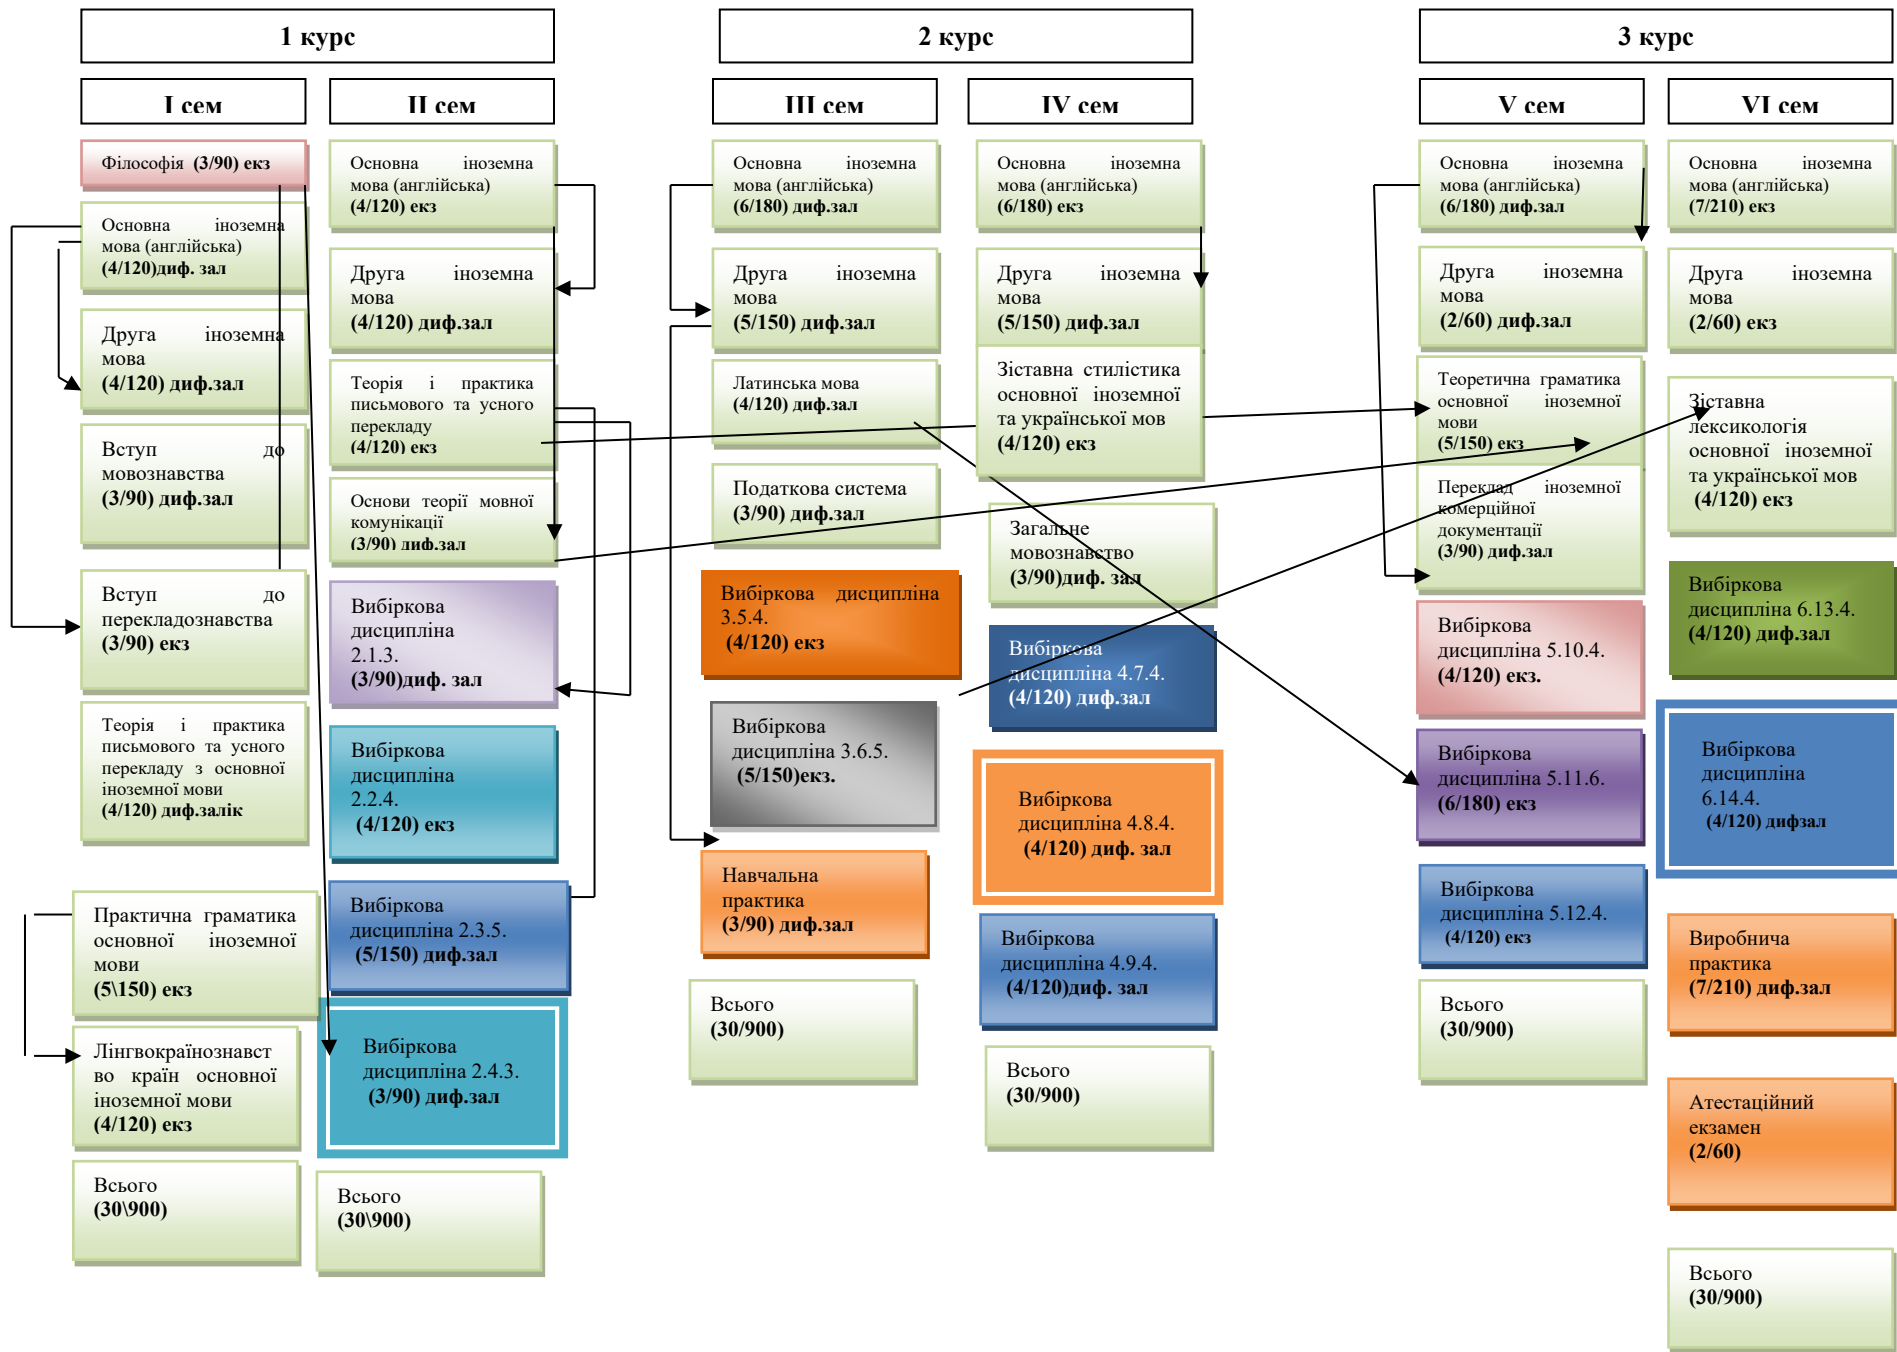 1 курс
2 курс
3 курс
I сем
II сем
III сем
IV сем
V сем
VI сем
Філософія (3/90) екз
Основна іноземна
мова (англійська)
(4/120)диф. зал
Друга іноземна
мова
(4/120) диф.зал
Вступ до
мовознавства
(3/90) диф.зал
Вступ до
перекладознавства
(3/90) екз
Теорія і практика
письмового та усного
перекладу з основної
іноземної мови
(4/120) диф.залік
Практична граматика
основної іноземної
мови
(5\150) екз
Лінгвокраїнознавст
во країн основної
іноземної мови
(4/120) екз
Всього
(30\900)
Основна іноземна
мова (англійська)
(4/120) екз
Друга іноземна
мова
(4/120) диф.зал
Теорія і практика
письмового та усного
перекладу
(4/120) екз
Основи теорії мовної
комунікації
(3/90) диф.зал
Вибіркова
дисципліна
2.1.3.
(3/90)диф. зал
Вибіркова
дисципліна
2.2.4.
(4/120) екз
Вибіркова
дисципліна 2.3.5.
(5/150) диф.зал
Вибіркова
дисципліна 2.4.3.
(3/90) диф.зал
Всього
(30\900)
Основна іноземна
мова (англійська)
(6/180) диф.зал
Друга іноземна
мова
(5/150) диф.зал
Латинська мова
(4/120) диф.зал
Податкова система
(3/90) диф.зал
Вибіркова дисципліна
3.5.4.
(4/120) екз
Вибіркова
дисципліна 3.6.5.
(5/150)екз.
Навчальна
практика
(3/90) диф.зал
Всього
(30/900)
Основна іноземна
мова (англійська)
(6/180) екз
Друга іноземна
мова
(5/150) диф.зал
Зіставна стилістика
основної іноземної
та української мов
(4/120) екз
Загальне
мовознавство
(3/90)диф. зал
Вибіркова
дисципліна 4.7.4.
(4/120) диф.зал
Вибіркова
дисципліна 4.8.4.
(4/120) диф. зал
Вибіркова
дисципліна 4.9.4.
(4/120)диф. зал
Всього
(30/900)
Основна іноземна
мова (англійська)
(6/180) диф.зал
Друга іноземна
мова
(2/60) диф.зал
Теоретична граматика
основної іноземної
мови
(5/150) екз
Переклад іноземної
комерційної
документації
(3/90) диф.зал
Вибіркова
дисципліна 5.10.4.
(4/120) екз.
Вибіркова
дисципліна 5.11.6.
(6/180) екз
Вибіркова
дисципліна 5.12.4.
(4/120) екз
Всього
(30/900)
Основна іноземна
мова (англійська)
(7/210) екз
Друга іноземна
мова
(2/60) екз
Зіставна
лексикологія
основної іноземної
та української мов
(4/120) екз
Вибіркова
дисципліна 6.13.4.
(4/120) диф.зал
Вибіркова
дисципліна
6.14.4.
(4/120) дифзал
Виробнича
практика
(7/210) диф.зал
Атестаційний
екзамен
(2/60)
Всього
(30/900)